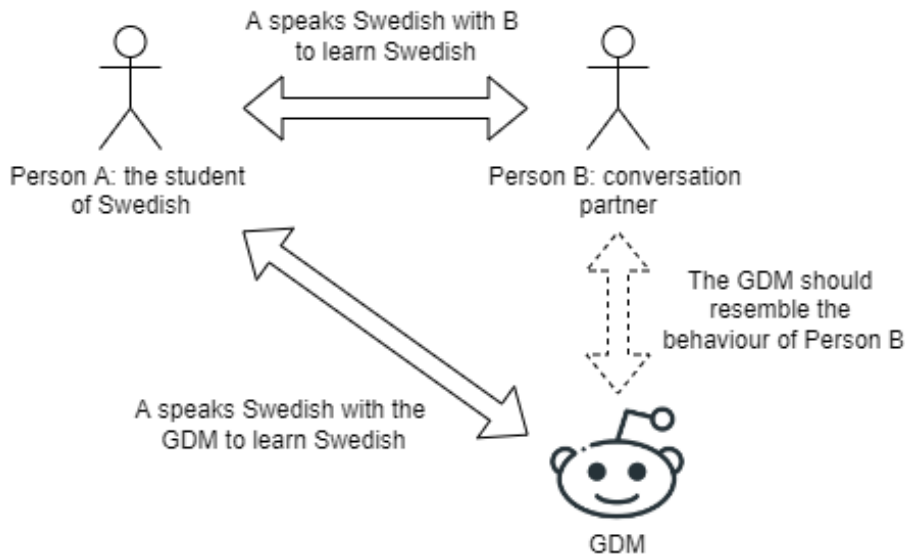 A speaks Swedish with B
to learn Swedish
Person A: the student
of Swedish
Person B: conversation
partner
The GDM should
resemble the
behaviour of Person B
A speaks Swedish with the
GDM to learn Swedish
GDM